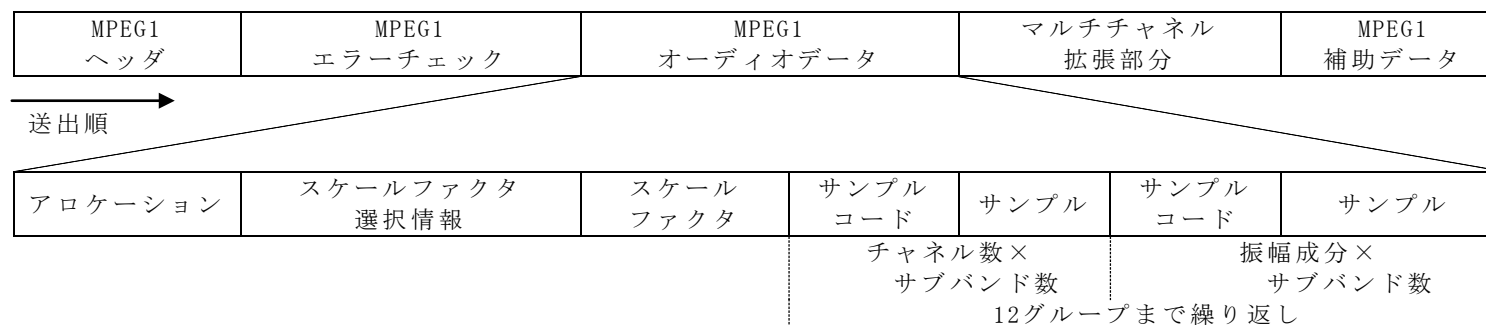 MPEG1
ヘッダ
MPEG1
エラーチェック
MPEG1
オーディオデータ
マルチチャネル
拡張部分
MPEG1
補助データ
送出順
アロケーション
スケールファクタ
選択情報
スケール
ファクタ
サンプル
コード
サンプル
サンプル
コード
サンプル
チャネル数×
サブバンド数
振幅成分×
サブバンド数
12グループまで繰り返し